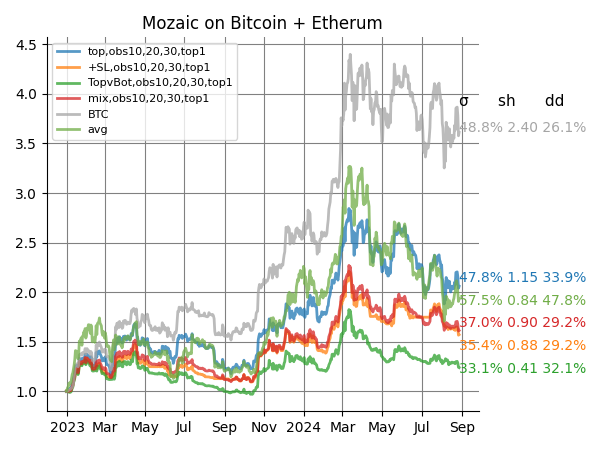 Mozaic on Bitcoin + Etherum
4.5
4.0
3.5
3.0
2.5
2.0
1.5
1.0
top,obs10,20,30,top1
+SL,obs10,20,30,top1
TopvBot,obs10,20,30,top1
mix,obs10,20,30,top1
BTC
avg
σ sh dd
48.8% 2.40 26.1%
47.8% 1.15 33.9%
57.5% 0.84 47.8%
37.0% 0.90 29.2%
35.4% 0.88 29.2%
33.1% 0.41 32.1%
2023 Mar May Jul Sep Nov 2024 Mar May Jul Sep